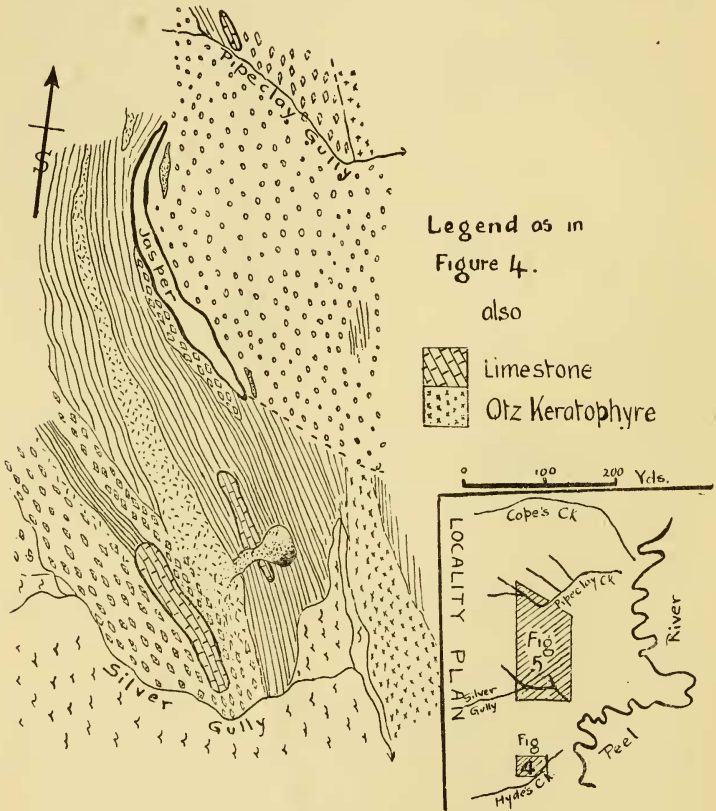 Pipeclay Gully
Jasper
Legend as in
Figure 4.
also
Limestone
Qtz Keratophyre
0 100 200 Yds.
LOCALITY PLAN
Cope's Ck
Pipeclay Ck
Fig
5
River
Silver
Gully
Fig
4
Peel
Hyde's Ck
Silver Gully